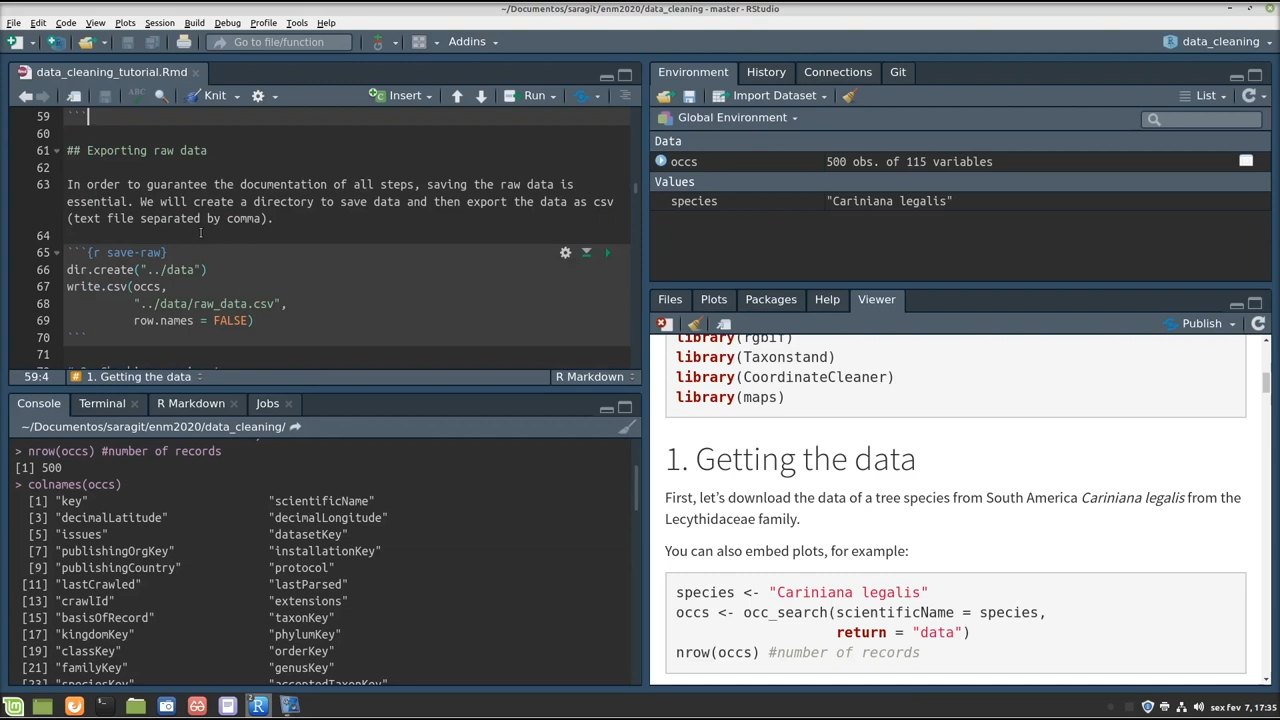 ~/Documentos/saragit/enm2020/data_cleaning - master - RStudio
File Edit Code View Plots Session Build Debug Profile Tools Help
Go to file/function Addins data_cleaning
data_cleaning_tutorial.Rmd
Knit Insert Run
59 ```
60
61 ## Exporting raw data
62
63 In order to guarantee the documentation of all steps, saving the raw data is
essential. We will create a directory to save data and then export the data as csv
(text file separated by comma).
64
65 ```{r save-raw}
66 dir.create("../data")
67 write.csv(occs,
68 "../data/raw_data.csv",
69 row.names = FALSE)
70 ```
71
59:4 1. Getting the data R Markdown
Console Terminal R Markdown Jobs
~/Documentos/saragit/enm2020/data_cleaning/
> nrow(occs) #number of records
[1] 500
> colnames(occs)
[1] "key" "scientificName"
[3] "decimalLatitude" "decimalLongitude"
[5] "issues" "datasetKey"
[7] "publishingOrgKey" "installationKey"
[9] "publishingCountry" "protocol"
[11] "lastCrawled" "lastParsed"
[13] "crawlId" "extensions"
[15] "basisOfRecord" "taxonKey"
[17] "kingdomKey" "phylumKey"
[19] "classKey" "orderKey"
[21] "familyKey" "genusKey"
[23] "speciesKey" "acceptedTaxonKey"
Environment History Connections Git
Import Dataset List
Global Environment
Data
occs 500 obs. of 115 variables
Values
species "Cariniana legalis"
Files Plots Packages Help Viewer
Publish
library(rgbif)
library(Taxonstand)
library(CoordinateCleaner)
library(maps)
1. Getting the data
First, let's download the data of a tree species from South America Cariniana legalis from the
Lecythidaceae family.
You can also embed plots, for example:
species <- "Cariniana legalis"
occs <- occ_search(scientificName = species,
return = "data")
nrow(occs) #number of records
sex fev 7, 17:35